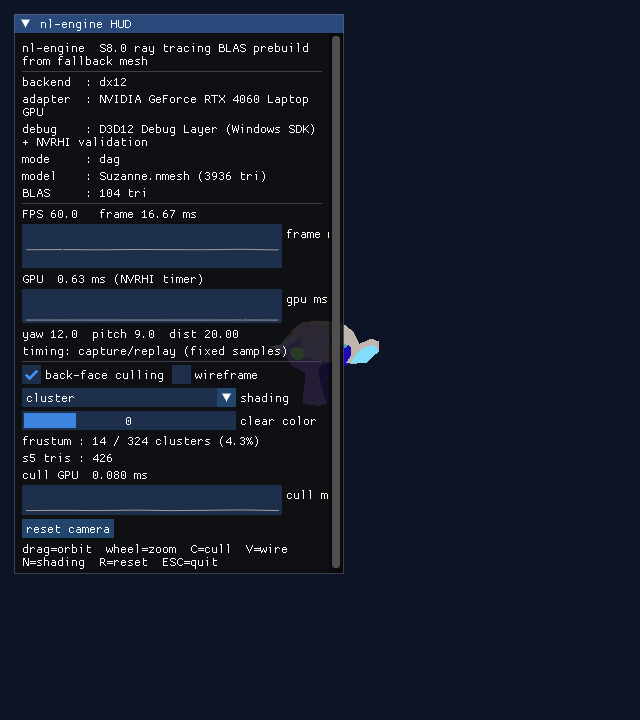 nl-engine HUD
nl-engine  S8.0 ray tracing BLAS prebuild
from fallback mesh
backend  : dx12
adapter  : NVIDIA GeForce RTX 4060 Laptop
GPU
debug    : D3D12 Debug Layer (Windows SDK)
+ NVRHI validation
mode     : dag
model    : Suzanne.nmesh (3936 tri)
BLAS     : 104 tri
FPS 60.0   frame 16.67 ms
frame
GPU  0.63 ms (NVRHI timer)
gpu ms
yaw 12.0  pitch 9.0  dist 20.00
timing: capture/replay (fixed samples)
back-face culling  wireframe
cluster  shading
0  clear color
frustum : 14 / 324 clusters (4.3%)
s5 tris : 426
cull GPU  0.080 ms
cull m
reset camera
drag=orbit  wheel=zoom  C=cull  V=wire
N=shading  R=reset  ESC=quit